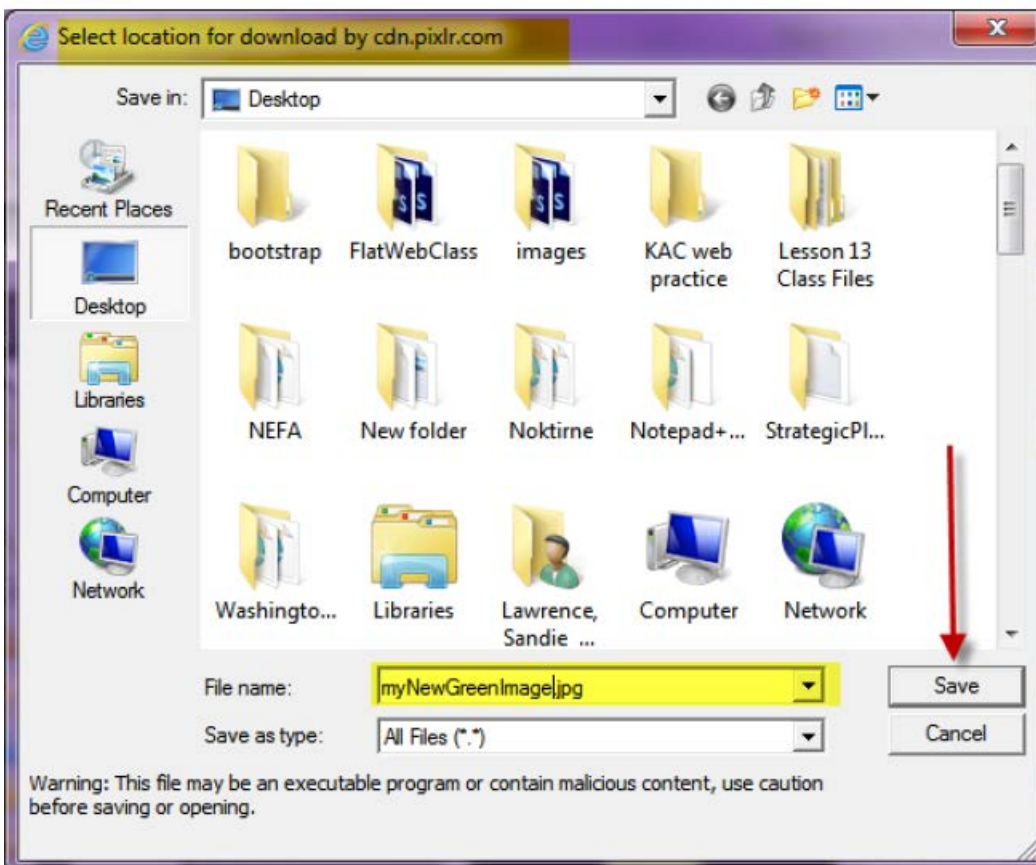 Select location for download by cdn.pixlr.com
X
Save in:
Desktop
Recent Places
Desktop
Libraries
Computer
Network
bootstrap
FlatWebClass
images
KAC web
practice
Lesson 13
Class Files
NEFA
New folder
Noktirne
Notepad+...
StrategicPl...
Washingto...
Libraries
Lawrence,
Sandie ...
Computer
Network
File name:
myNewGreenImage.jpg
Save
Save as type:
All Files (*.*)
Cancel
Warning: This file may be an executable program or contain malicious content, use caution
before saving or opening.